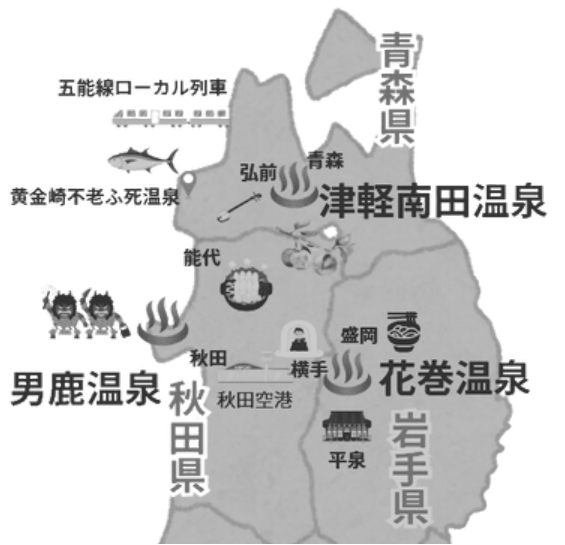 青森県
五能線ローカル列車
青森
弘前
黄金崎不老ふ死温泉
津軽南田温泉
能代
盛岡
秋田
横手
男鹿温泉
花巻温泉
秋田県
秋田空港
岩手県
平泉